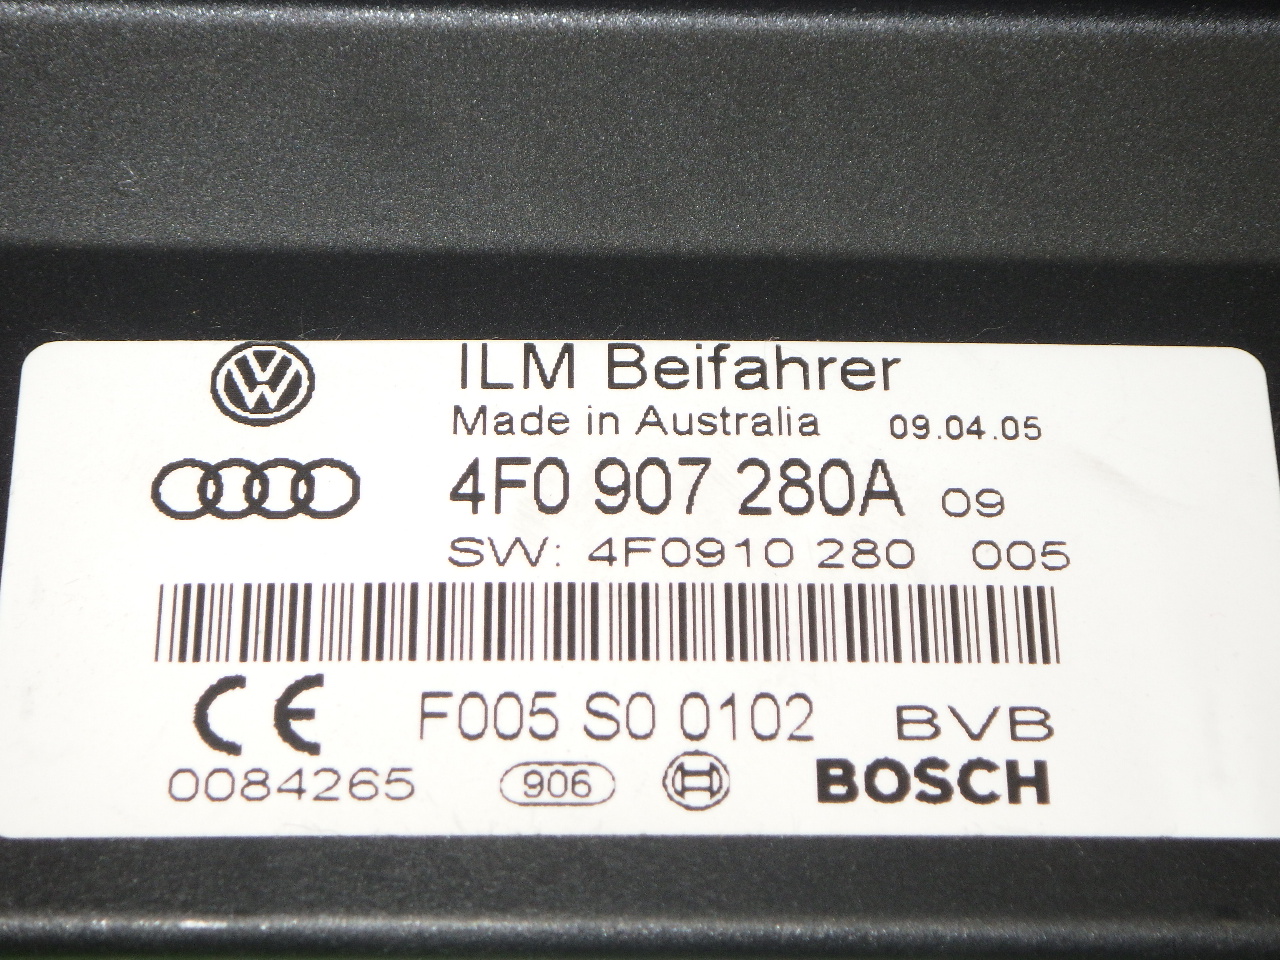 ILM Beifahrer
Made in Australia 09.04.05
4F0 907 280A 09
SW: 4F0910 280 005
CE F005 S0 0102 BVB
0084265 906 BOSCH